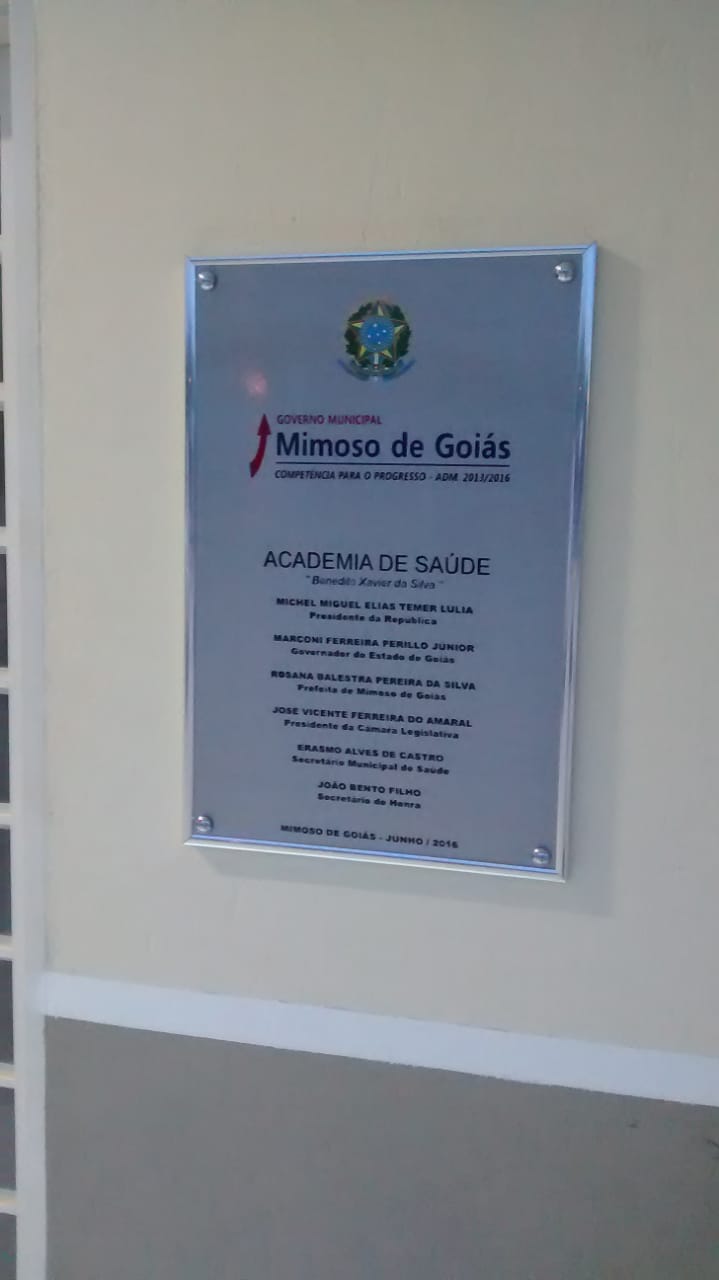 GOVERNO MUNICIPAL
Mimoso de Goiás
COMPETÊNCIA PARA O PROGRESSO - ADM. 2013/2016
ACADEMIA DE SAÚDE
" Benedito Xavier da Silva "
MICHEL MIGUEL ELIAS TEMER LULIA
Presidente da Republica
MARCONI FERREIRA PERILLO JUNIOR
Governador do Estado de Goiás
ROSANA BALESTRA PEREIRA DA SILVA
Prefeita de Mimoso de Goiás
JOSE VICENTE FERREIRA DO AMARAL
Presidente da Câmara Legislativa
ERASMO ALVES DE CASTRO
Secretário Municipal de Saúde
JOÃO BENTO FILHO
Secretário de Honra
MIMOSO DE GOIÁS - JUNHO / 2016